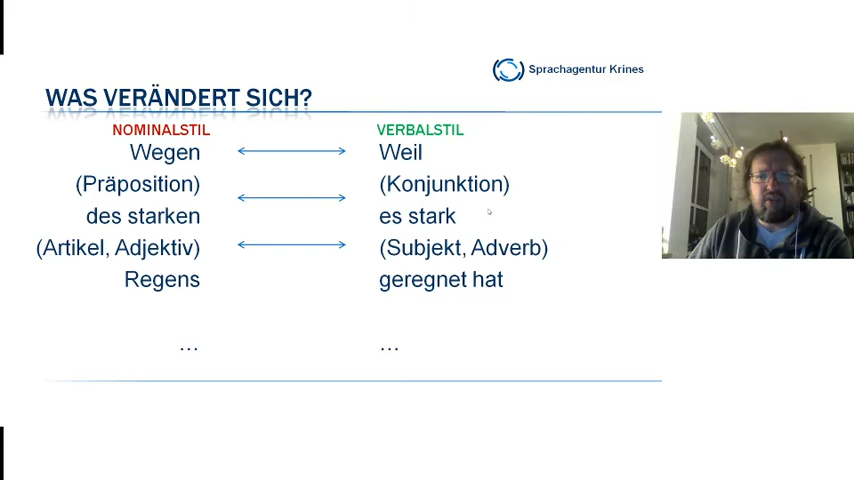 Sprachagentur Krines
WAS VERÄNDERT SICH?
NOMINALSTIL
Wegen
(Präposition)
des starken
(Artikel, Adjektiv)
Regens
…
VERBALSTIL
Weil
(Konjunktion)
es stark
(Subjekt, Adverb)
geregnet hat
…